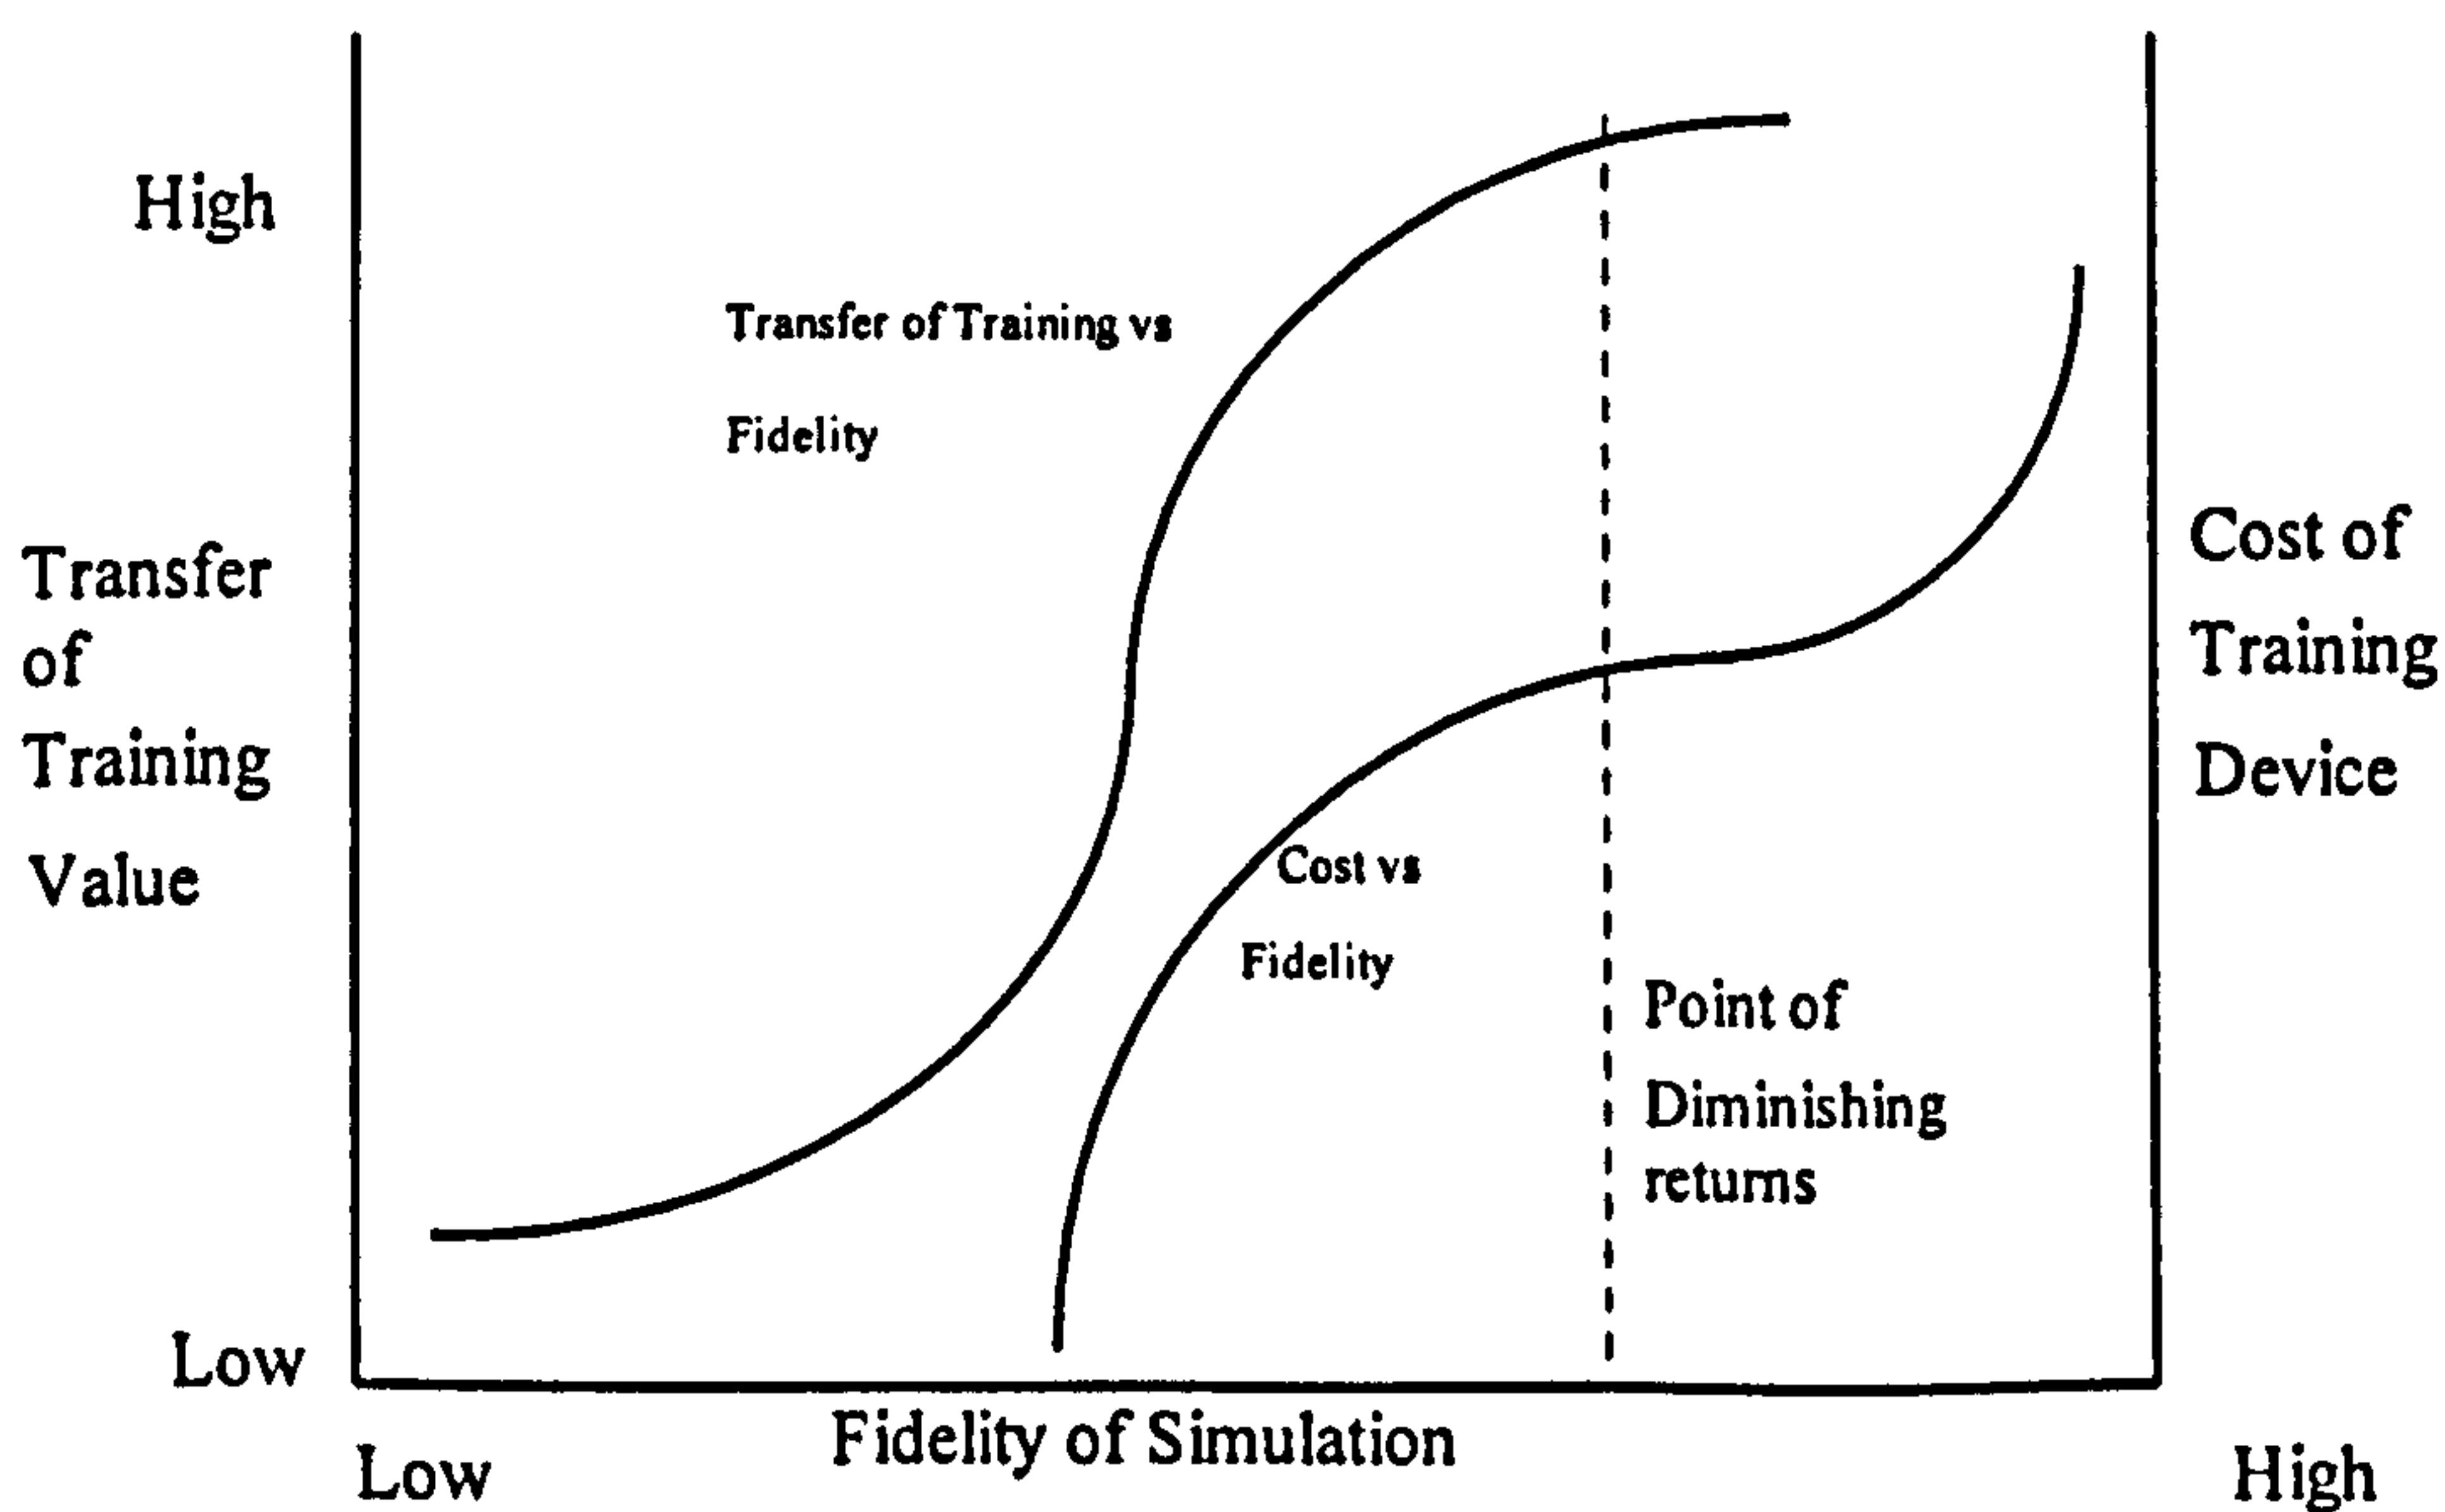 High
Transfer of Training vs
Fidelity
Transfer
of
Training
Value
Cost of
Training
Device
Cost vs
Fidelity
Point of
Diminishing
returns
Low
Fidelity of Simulation
Low
High